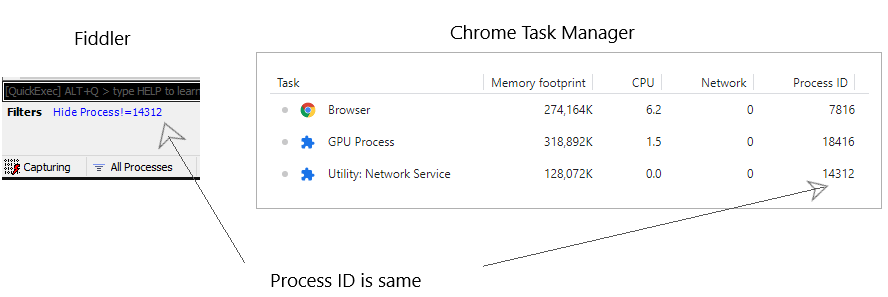 Fiddler
Chrome Task Manager
[QuickExec] ALT+Q > type HELP to learn
Filters Hide Process!=14312
Capturing All Processes
Task Memory footprint CPU Network Process ID
Browser 274,164K 6.2 0 7816
GPU Process 318,892K 1.5 0 18416
Utility: Network Service 128,072K 0.0 0 14312
Process ID is same